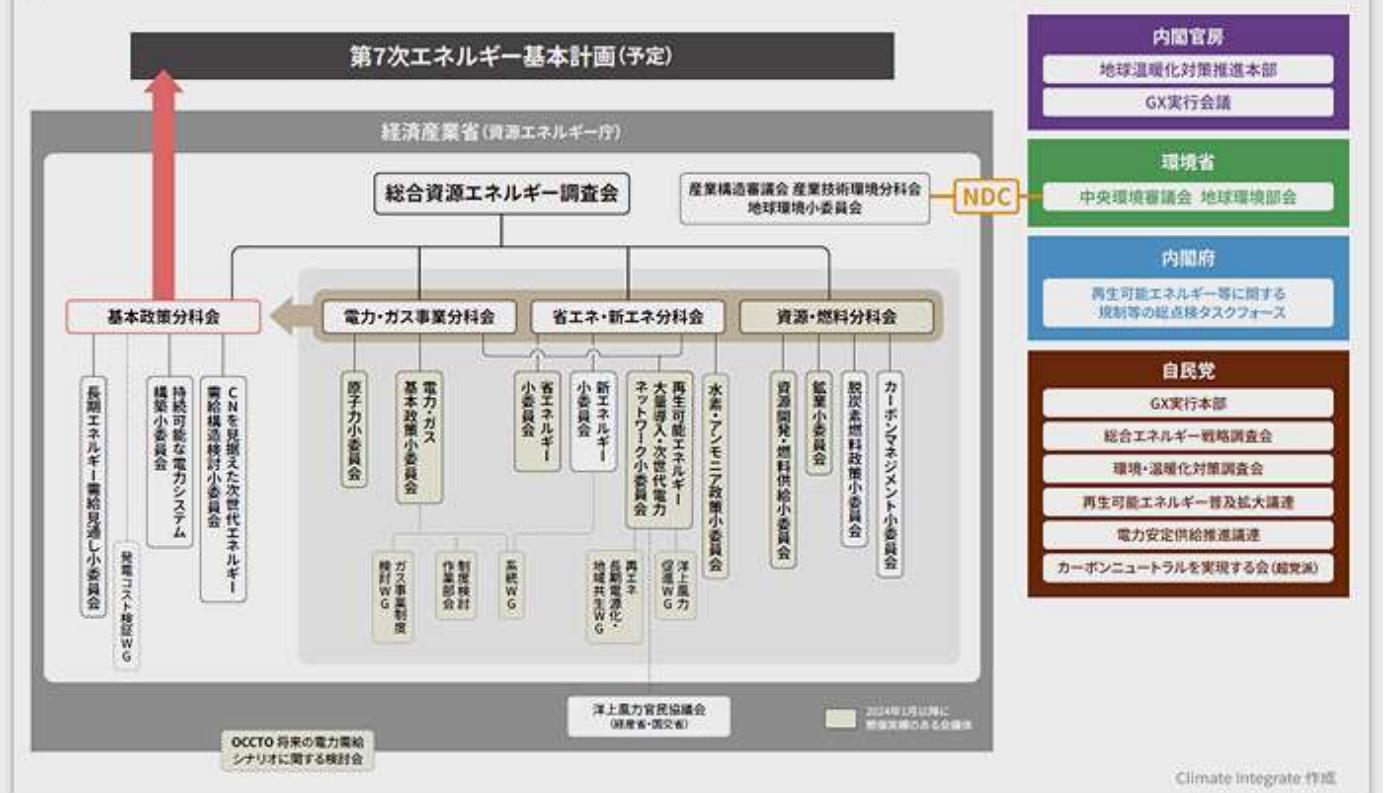 第7次エネルギー基本計画(予定)
経済産業省(資源エネルギー庁)
総合資源エネルギー調査会
産業構造審議会 産業技術環境分科会
地球環境小委員会
NDC
基本政策分科会
電力・ガス事業分科会
省エネ・新エネ分科会
資源・燃料分科会
長期エネルギー需給見通し小委員会
発電コスト検証WG
持続可能な電力システム
構築小委員会
CNを見据えた次世代エネルギー
需給構造検討小委員会
原子力小委員会
電力・ガス
基本政策小委員会
省エネルギー
小委員会
新エネルギー
小委員会
再生可能エネルギー
大量導入・次世代電力
ネットワーク小委員会
水素・アンモニア政策小委員会
資源開発・燃料供給小委員会
鉱業小委員会
脱炭素燃料政策小委員会
カーボンマネジメント小委員会
ガス事業制度
検討WG
制度検討
作業部会
系統WG
再エネ
長期電源化・
地域共生WG
洋上風力
促進WG
洋上風力官民協議会
(経産省・国交省)
2024年1月以降に
開催実績のある会議体
OCCTO 将来の電力需給
シナリオに関する検討会
内閣官房
地球温暖化対策推進本部
GX実行会議
環境省
中央環境審議会 地球環境部会
内閣府
再生可能エネルギー等に関する
規制等の総点検タスクフォース
自民党
GX実行本部
総合エネルギー戦略調査会
環境・温暖化対策調査会
再生可能エネルギー普及拡大議連
電力安定供給推進議連
カーボンニュートラルを実現する会(超党派)
Climate Integrate 作成